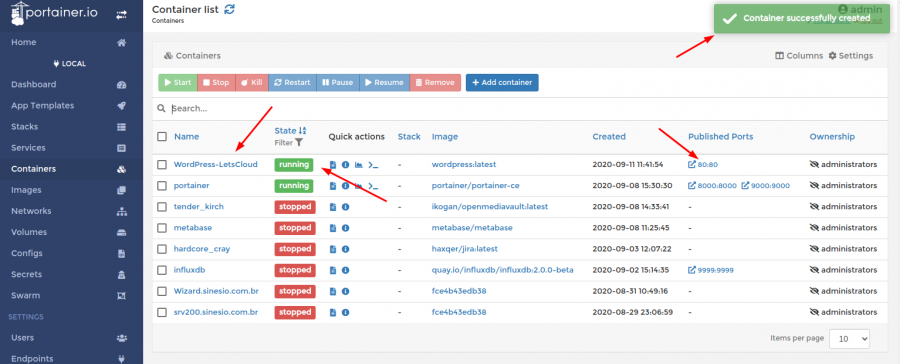 portainer.io
Home
LOCAL
Dashboard
App Templates
Stacks
Services
Containers
Images
Networks
Volumes
Configs
Secrets
Swarm
SETTINGS
Users
Endpoints
Container list
Containers
admin
Container successfully created
Containers
Columns Settings
Start Stop Kill Restart Pause Resume Remove + Add container
Search...
Name State Filter Quick actions Stack Image Created Published Ports Ownership
WordPress-LetsCloud running - wordpress:latest 2020-09-11 11:41:54 80:80 administrators
portainer running - portainer/portainer-ce 2020-09-08 15:30:30 8000:8000 9000:9000 administrators
tender_kirch stopped - ikogan/openmediavault:latest 2020-09-08 14:33:41 - administrators
metabase stopped - metabase/metabase 2020-09-08 11:25:45 - administrators
hardcore_cray stopped - haxqer/jira:latest 2020-09-03 12:07:22 - administrators
influxdb stopped - quay.io/influxdb/influxdb:2.0.0-beta 2020-09-02 15:14:35 9999:9999 administrators
Wizard.sinesio.com.br stopped - fce4b43edb38 2020-08-31 10:49:16 - administrators
srv200.sinesio.com.br stopped - fce4b43edb38 2020-08-29 23:06:59 - administrators
Items per page 10